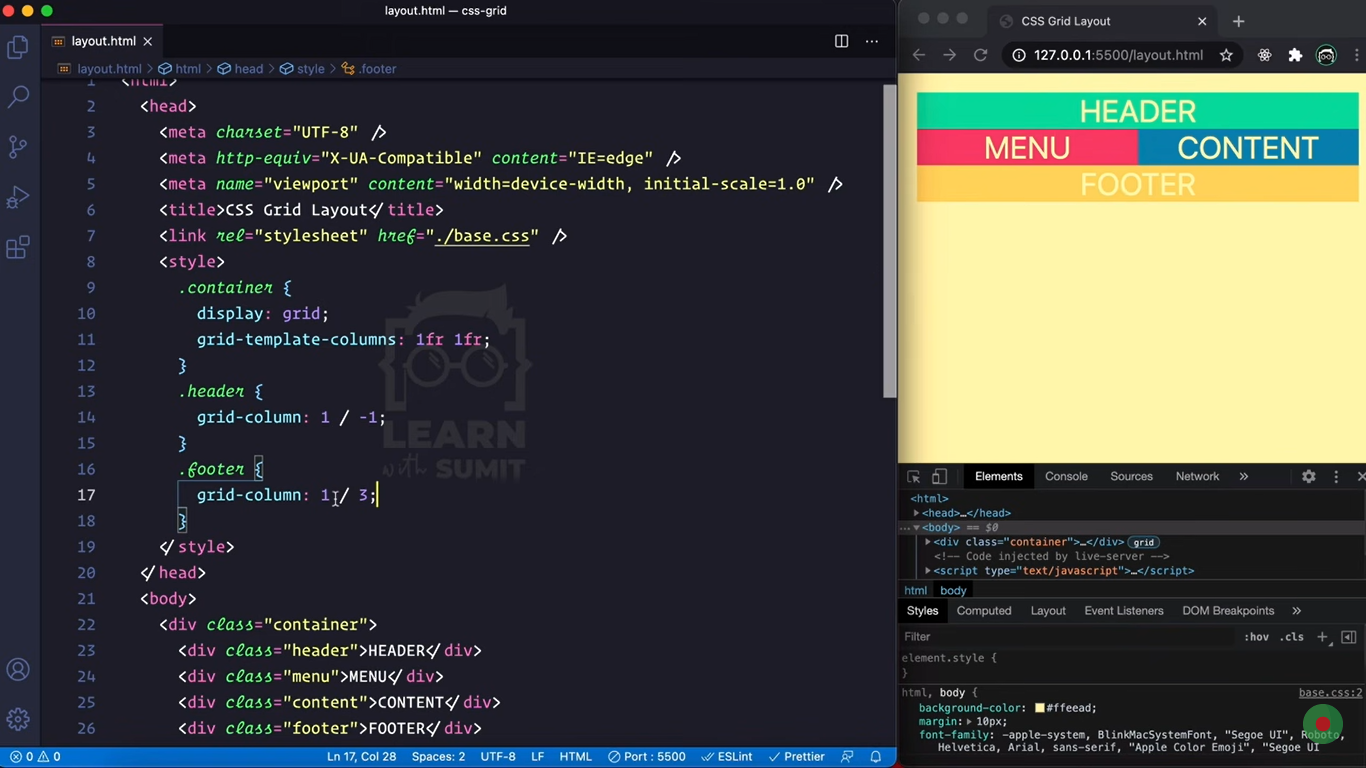 layout.html — css-grid
layout.html
layout.html > html > head > style > .footer
1 <html>
2 <head>
3 <meta charset="UTF-8" />
4 <meta http-equiv="X-UA-Compatible" content="IE=edge" />
5 <meta name="viewport" content="width=device-width, initial-scale=1.0" />
6 <title>CSS Grid Layout</title>
7 <link rel="stylesheet" href="./base.css" />
8 <style>
9 .container {
10 display: grid;
11 grid-template-columns: 1fr 1fr;
12 }
13 .header {
14 grid-column: 1 / -1;
15 }
16 .footer {
17 grid-column: 1 / 3;
18 }
19 </style>
20 </head>
21 <body>
22 <div class="container">
23 <div class="header">HEADER</div>
24 <div class="menu">MENU</div>
25 <div class="content">CONTENT</div>
26 <div class="footer">FOOTER</div>
LEARN
with SUMIT
0 0 Ln 17, Col 28 Spaces: 2 UTF-8 LF HTML Port : 5500 ESLint Prettier
CSS Grid Layout
127.0.0.1:5500/layout.html
HEADER
MENU CONTENT
FOOTER
Elements Console Sources Network »
<html>
<head>…</head>
<body> == $0
<div class="container">…</div> grid
<!-- Code injected by live-server -->
<script type="text/javascript">…</script>
html body
Styles Computed Layout Event Listeners DOM Breakpoints »
Filter :hov .cls +
element.style {
}
html, body { base.css:2
background-color: #ffeead;
margin: 10px;
font-family: -apple-system, BlinkMacSystemFont, "Segoe UI", Roboto,
Helvetica, Arial, sans-serif, "Apple Color Emoji", "Segoe UI